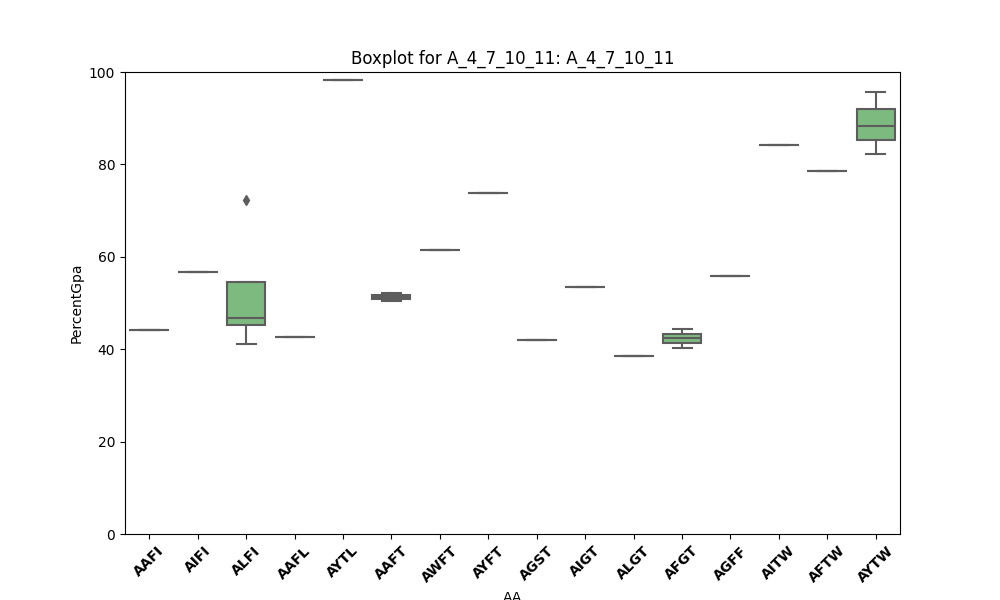 Boxplot for A_4_7_10_11: A_4_7_10_11
100
80
60
40
20
0
PercentGpa
AAFI
AIFI
ALFI
AAFL
AYTL
AAFT
AWFT
AYFT
AGST
AIGT
ALGT
AFGT
AGFF
AITW
AFTW
AYTW
AA